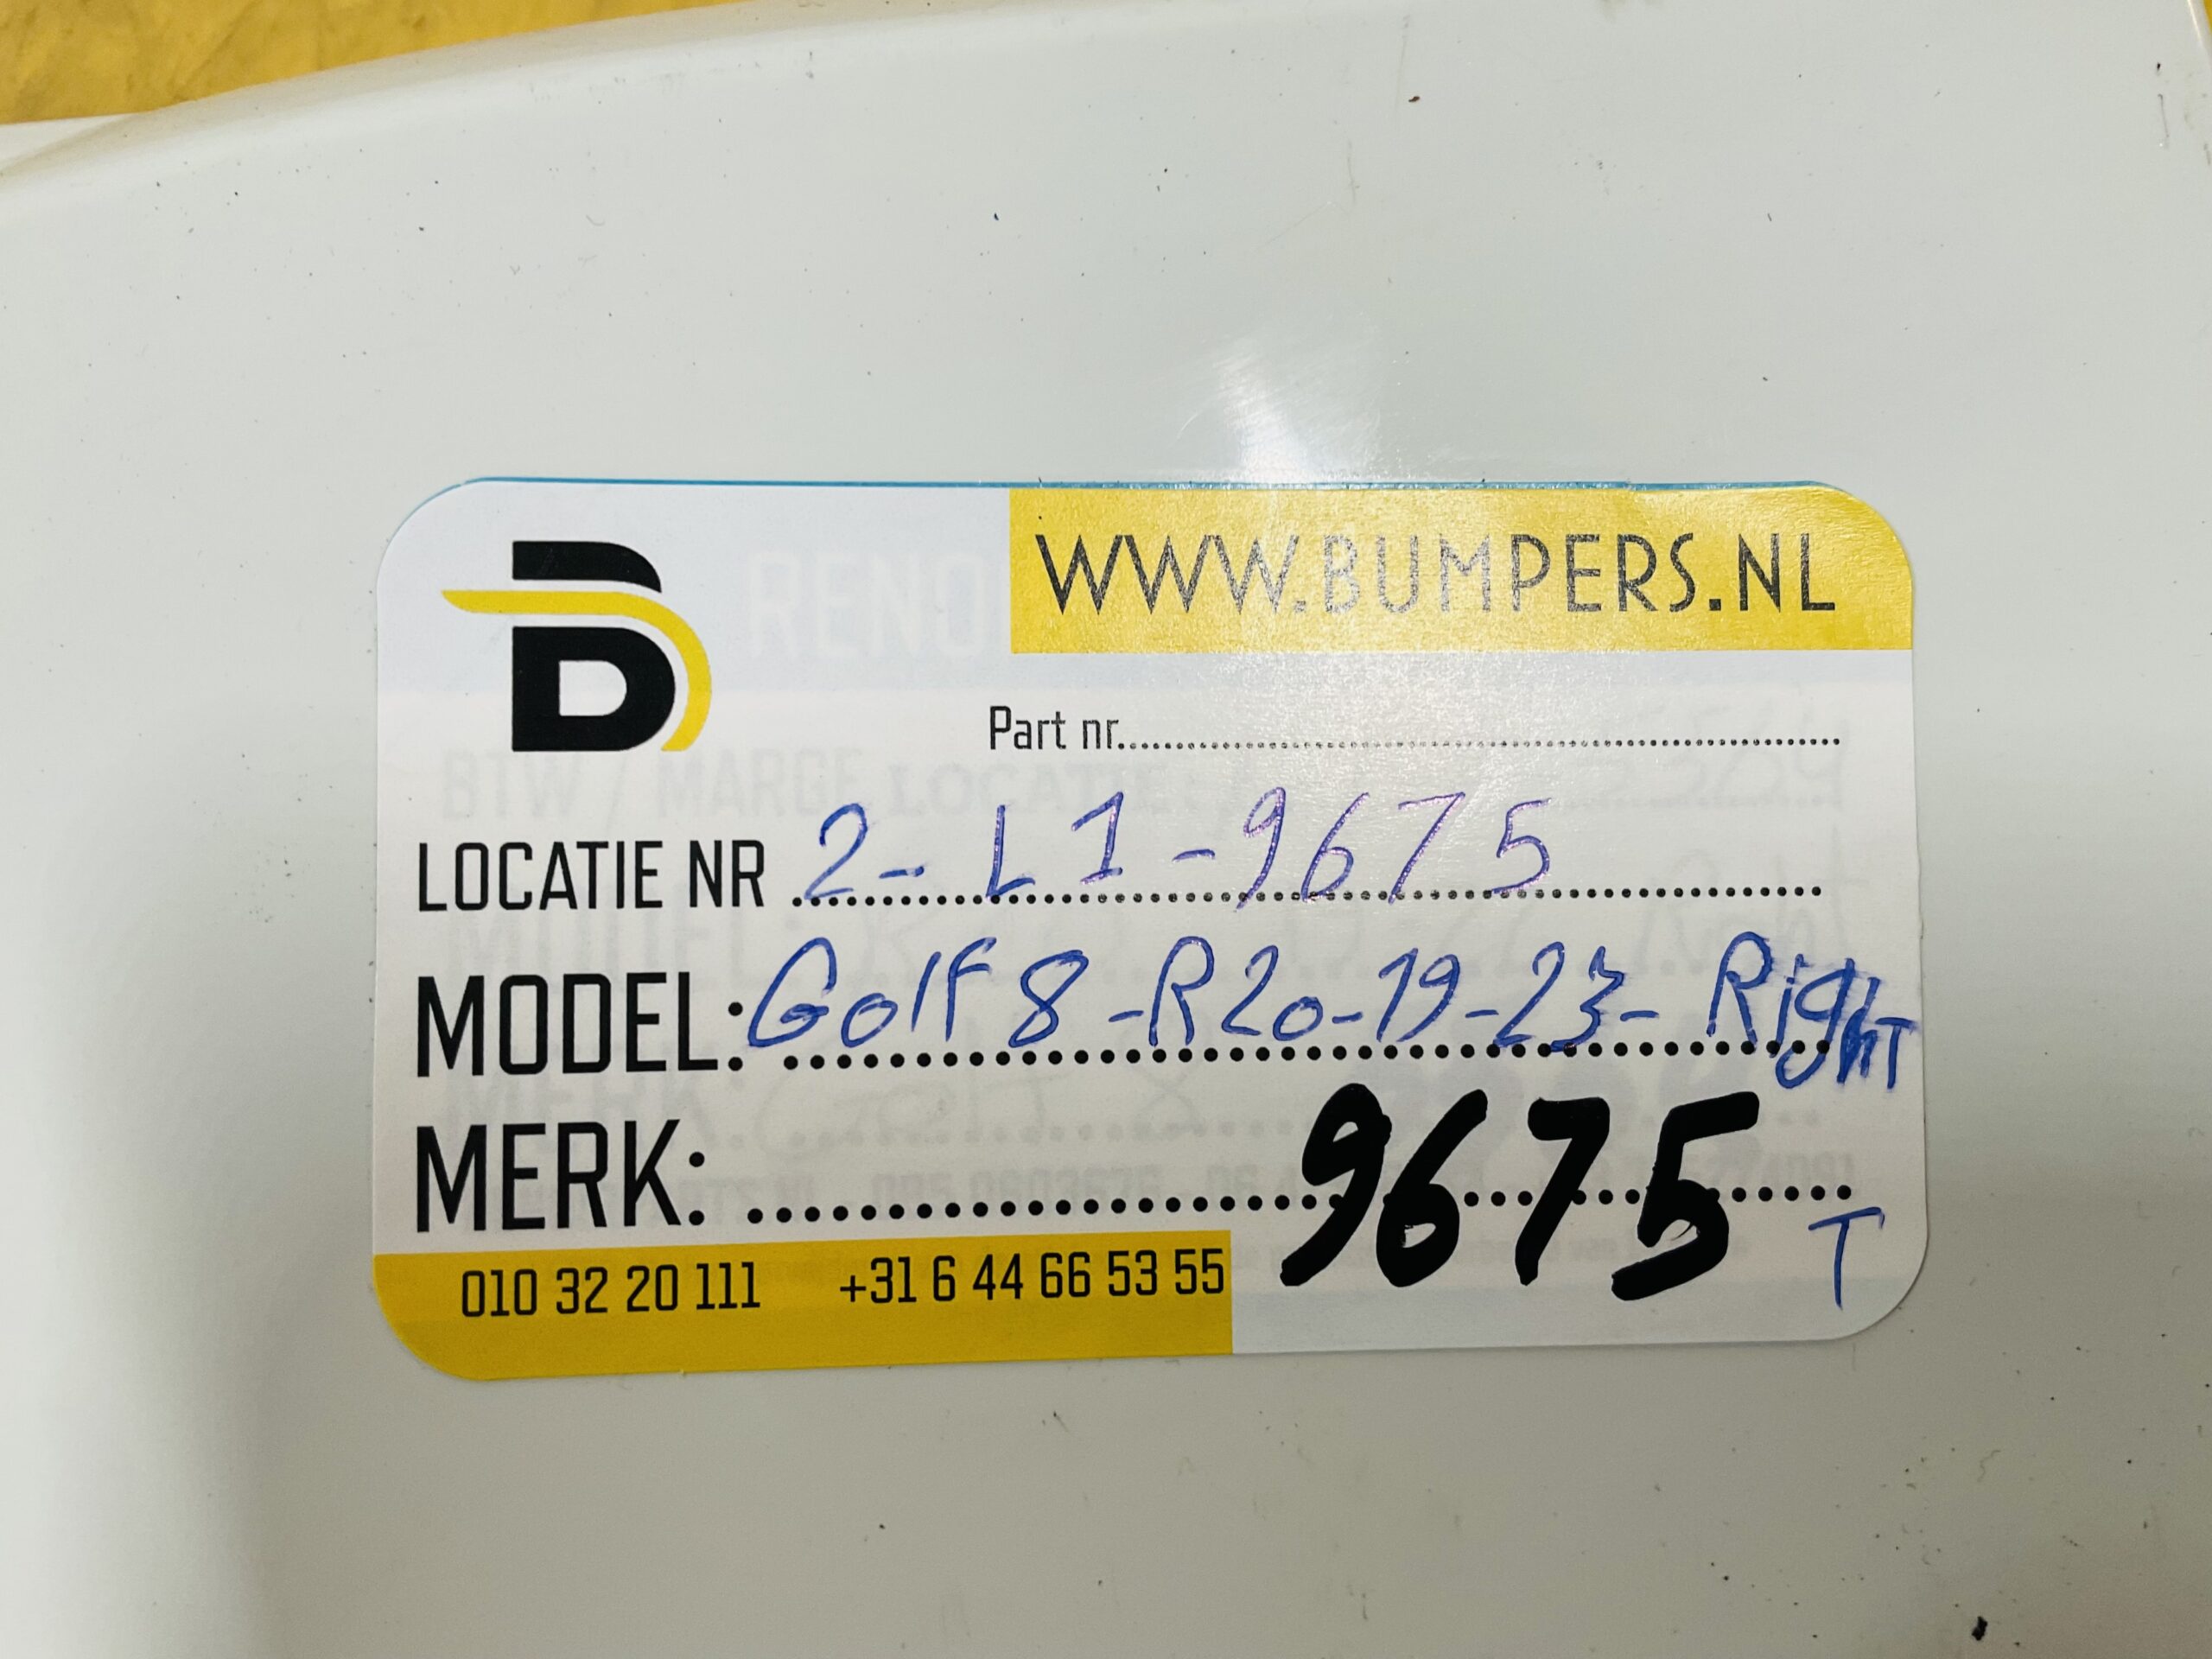 WWW.BUMPERS.NL
Part nr.
LOCATIE NR 2-L1-9675
MODEL: Golf 8-R20-19-23-Right
MERK: 9675
T
010 32 20 111 +31 6 44 66 53 55